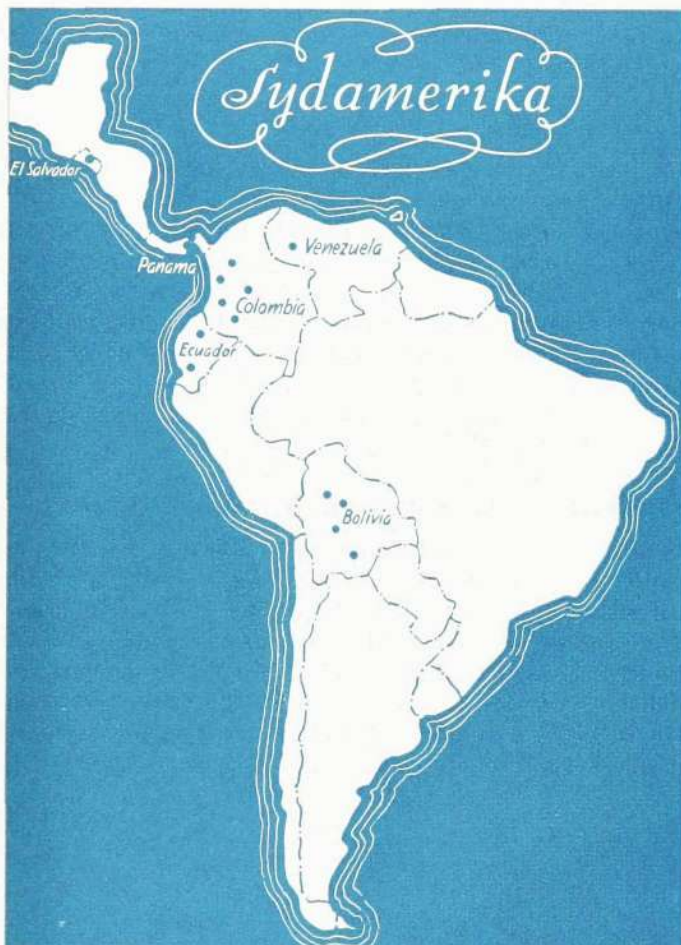 Sydamerika
El Salvador
Panama
Venezuela
Colombia
Ecuador
Bolivia